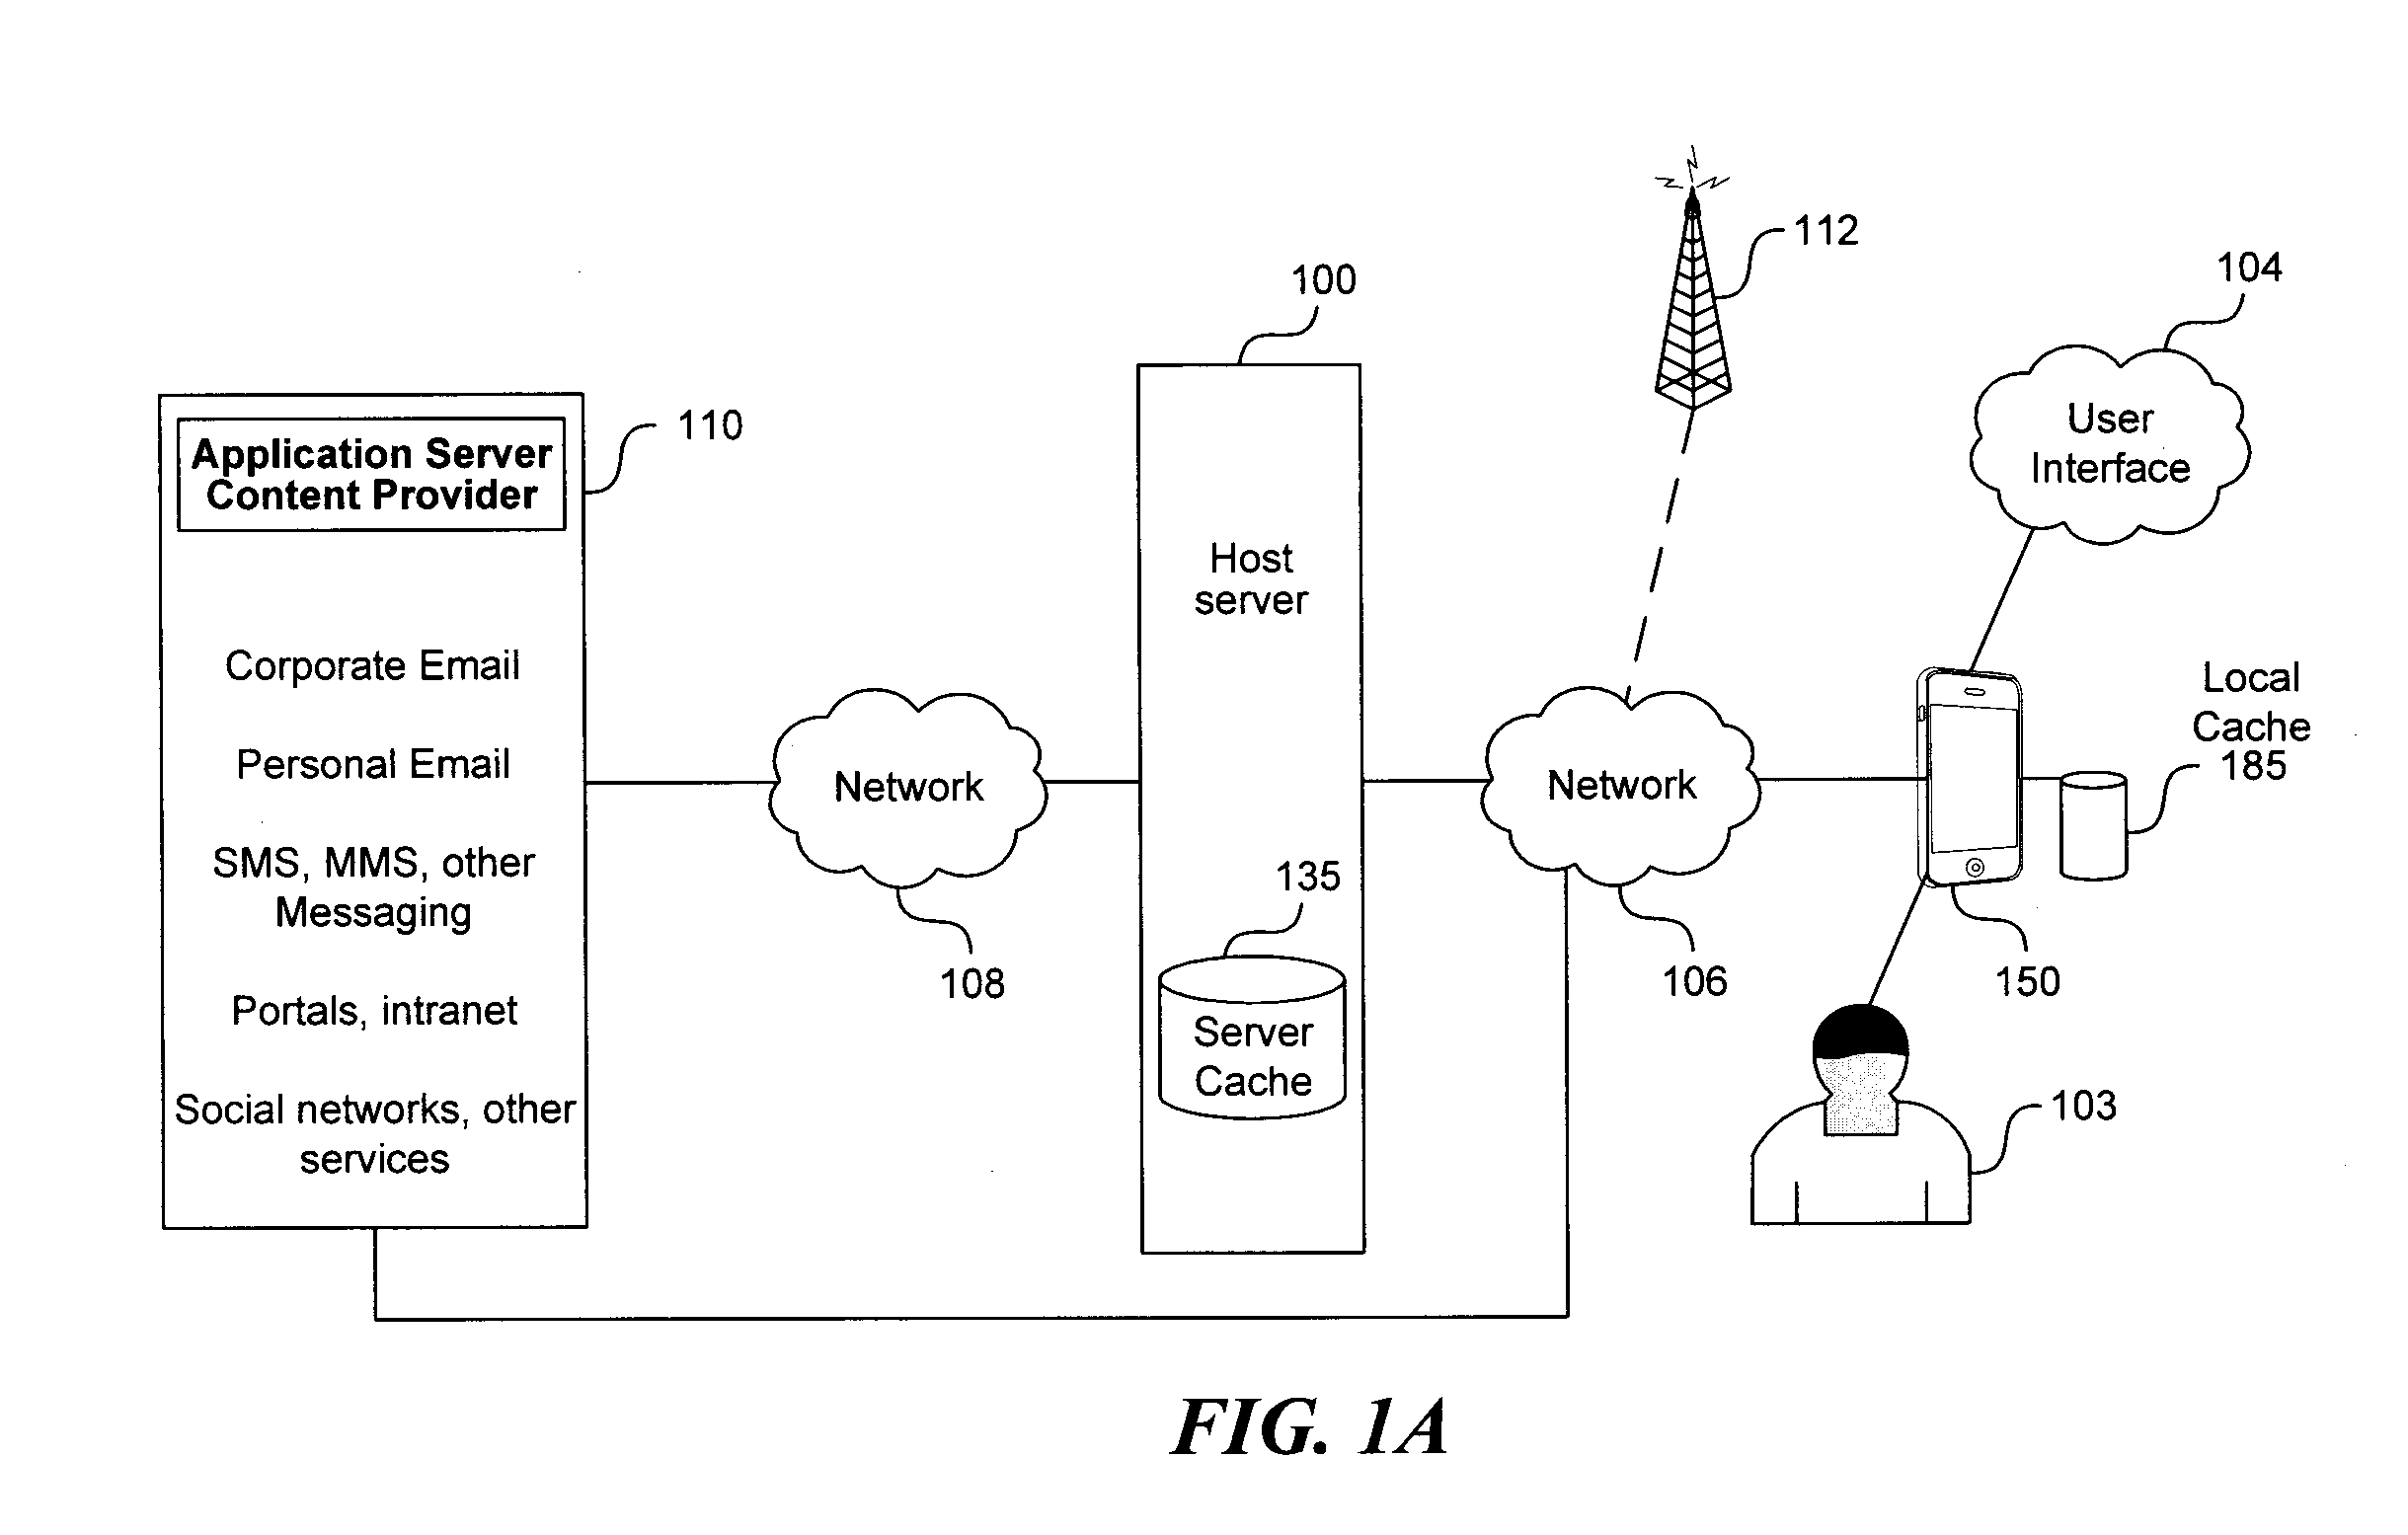 112
104
100
110
Application Server
Content Provider
User
Interface
Host
server
Corporate Email
Local
Cache
185
Personal Email
Network
Network
SMS, MMS, other
Messaging
135
108
106
150
Portals, intranet
Server
Cache
Social networks, other
services
103
FIG. 1A